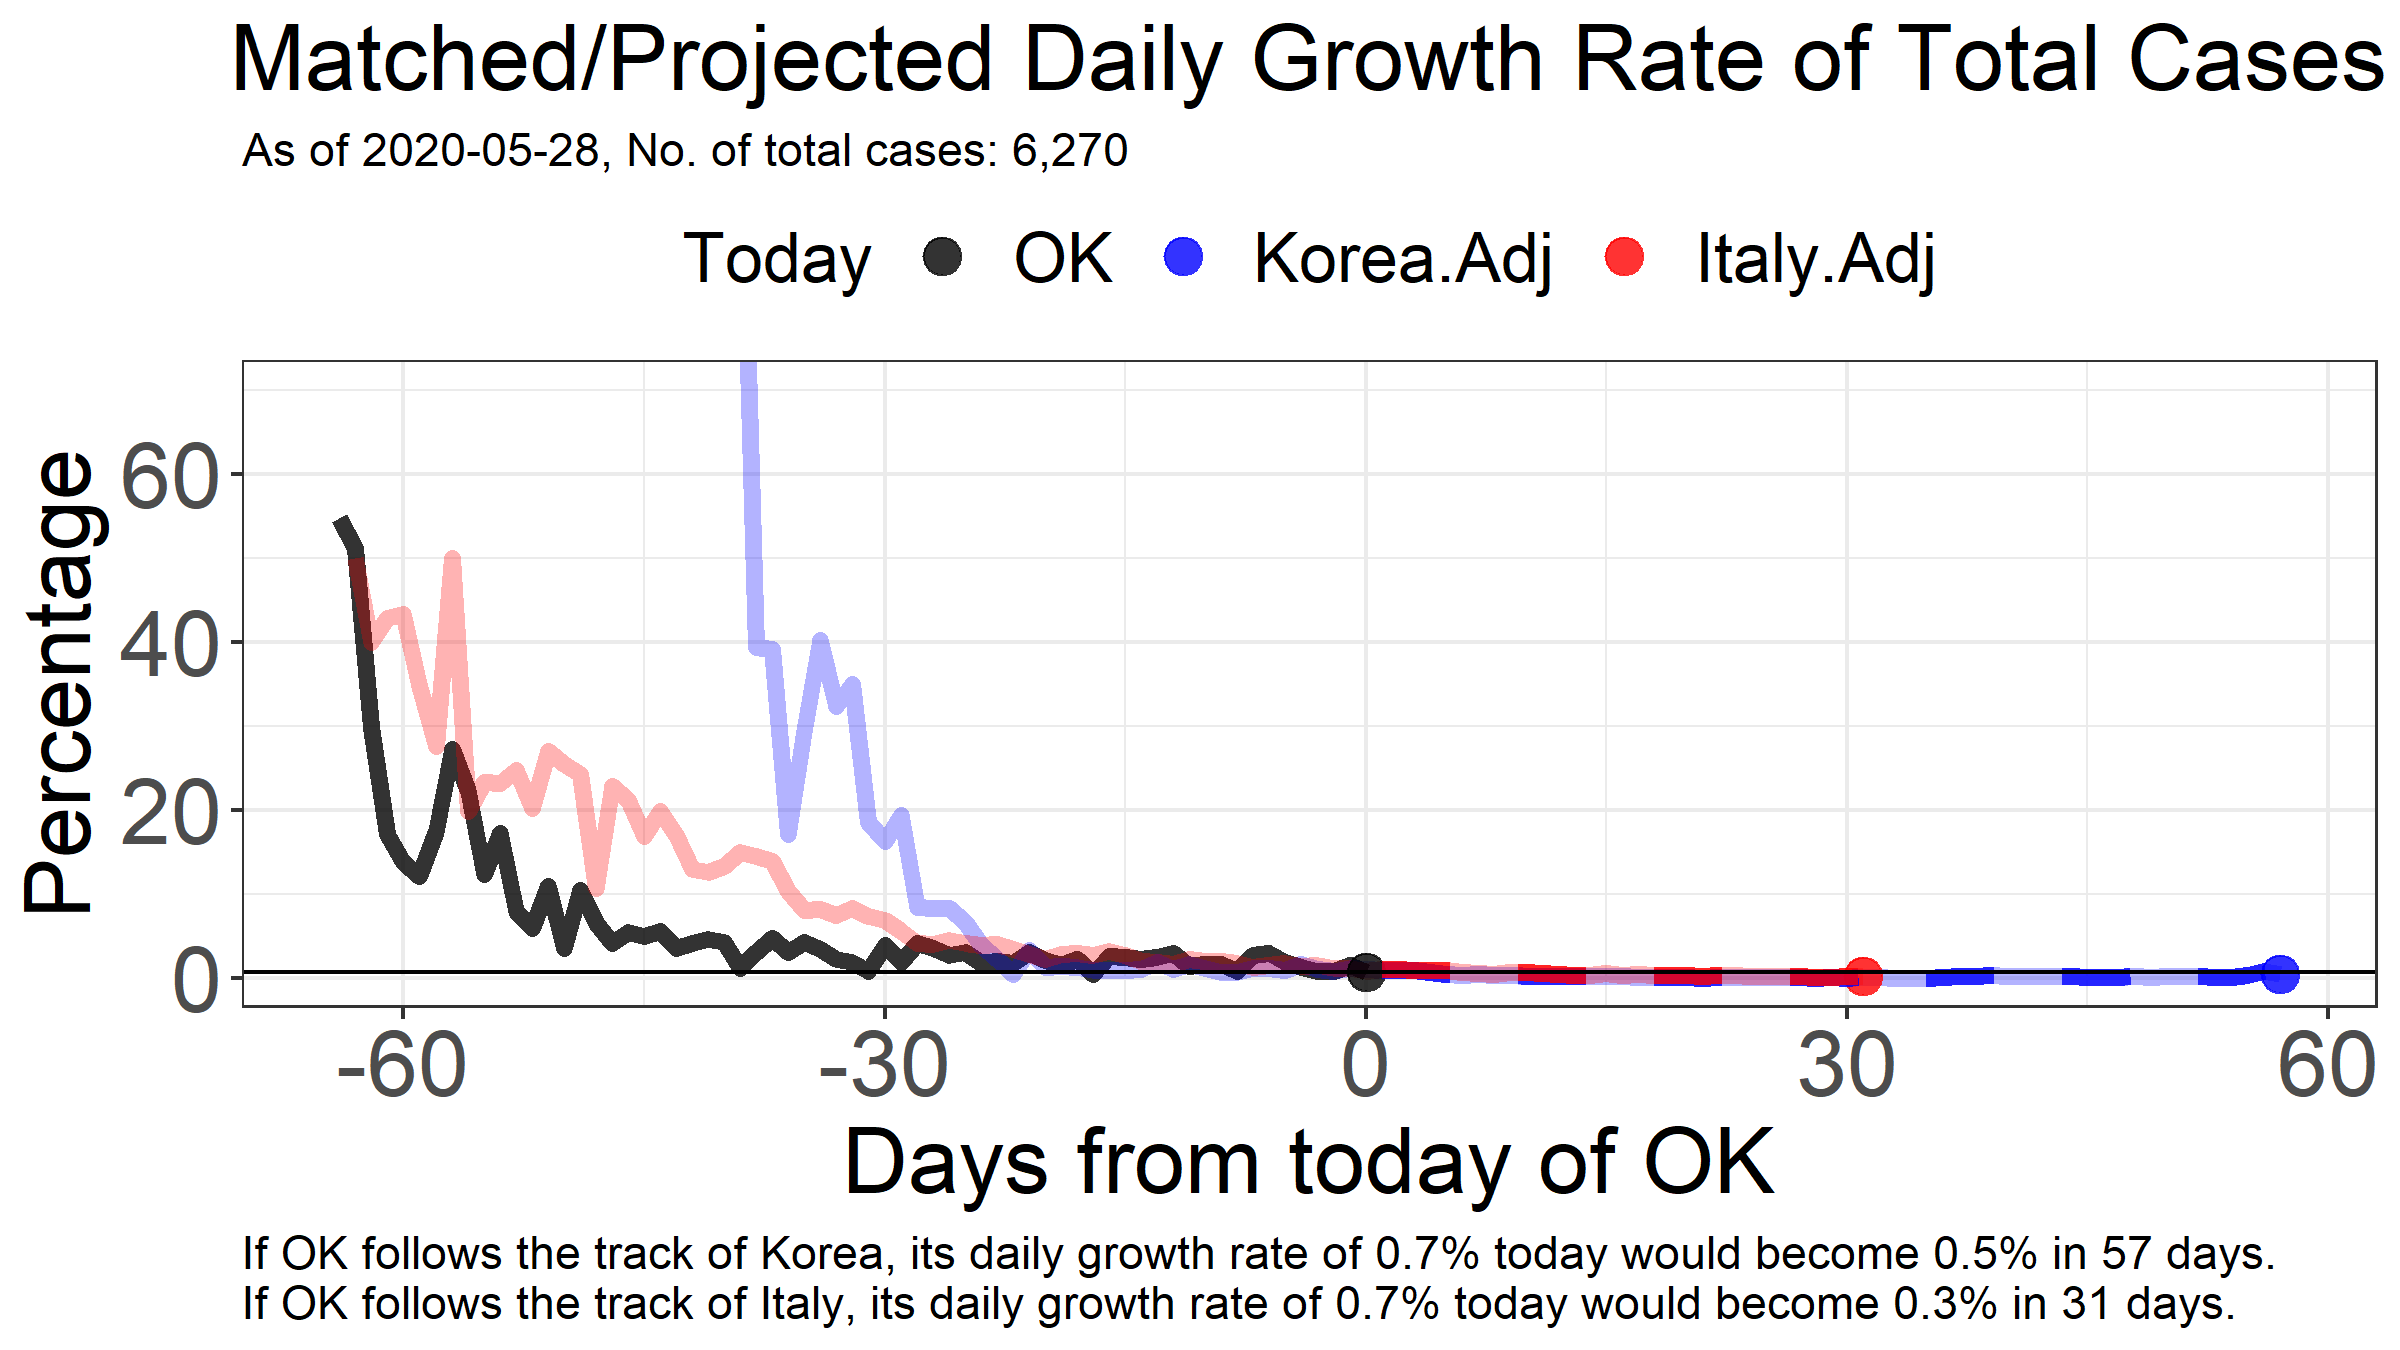 Matched/Projected Daily Growth Rate of Total Cases
As of 2020-05-28, No. of total cases: 6,270
Today OK Korea.Adj Italy.Adj
Percentage
60
40
20
0
-60 -30 0 30 60
Days from today of OK
If OK follows the track of Korea, its daily growth rate of 0.7% today would become 0.5% in 57 days.
If OK follows the track of Italy, its daily growth rate of 0.7% today would become 0.3% in 31 days.